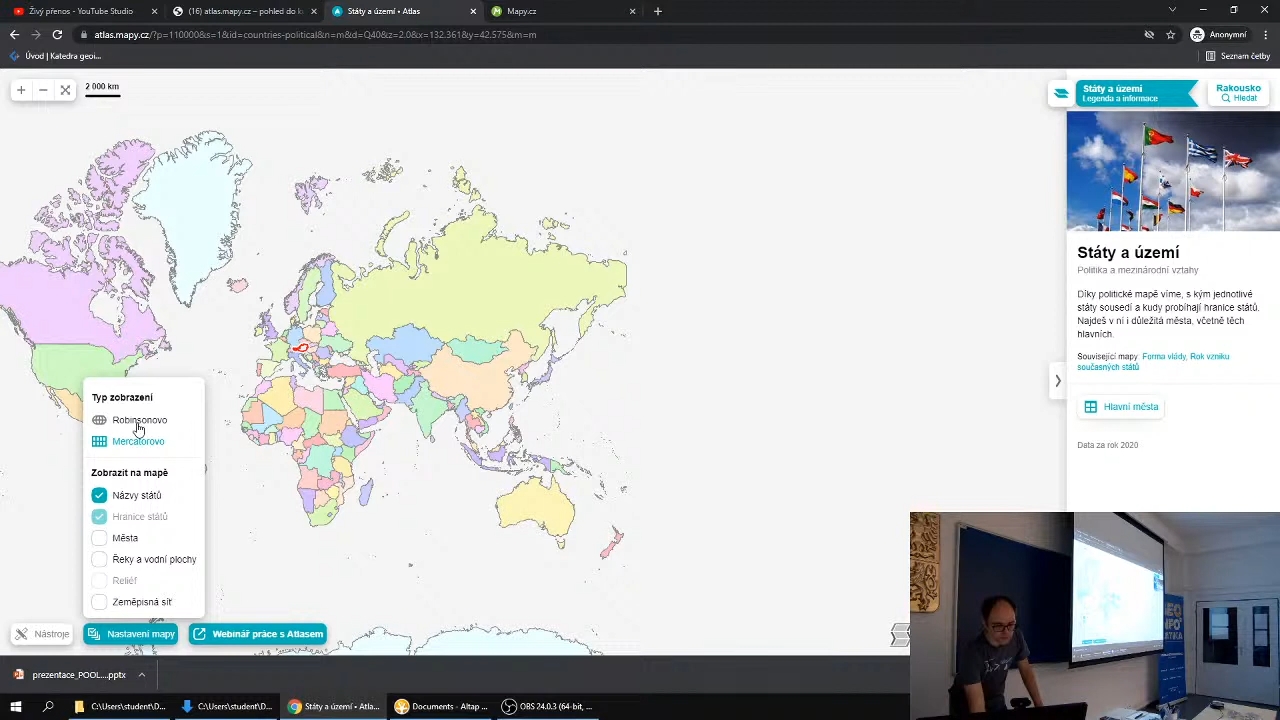 Živý přenos - YouTube Studio
(16) atlas.mapy.cz – pohled do ku
Státy a území • Atlas
Mapy.cz
atlas.mapy.cz/?p=110000&s=1&id=countries-political&n=m&d=Q40&z=2.0&x=132.361&y=42.575&m=m
Anonymní
Úvod | Katedra geoi...
Seznam četby
2 000 km
Státy a území
Legenda a informace
Rakousko
Hledat
Státy a území
Politika a mezinárodní vztahy
Díky politické mapě víme, s kým jednotlivé
státy sousedí a kudy probíhají hranice států.
Najdeš v ní i důležitá města, včetně těch
hlavních.
Související mapy: Forma vlády, Rok vzniku
současných států
Hlavní města
Data za rok 2020
Typ zobrazení
Robinsonovo
Mercatorovo
Zobrazit na mapě
Názvy států
Hranice států
Města
Řeky a vodní plochy
Reliéf
Zeměpisná síť
Nástroje
Nastavení mapy
Webinář práce s Atlasem
prezentace_POOL....pptx
C:\Users\student\D...
C:\Users\student\D...
Státy a území • Atla...
Documents - Altap...
OBS 24.0.3 (64-bit, ...